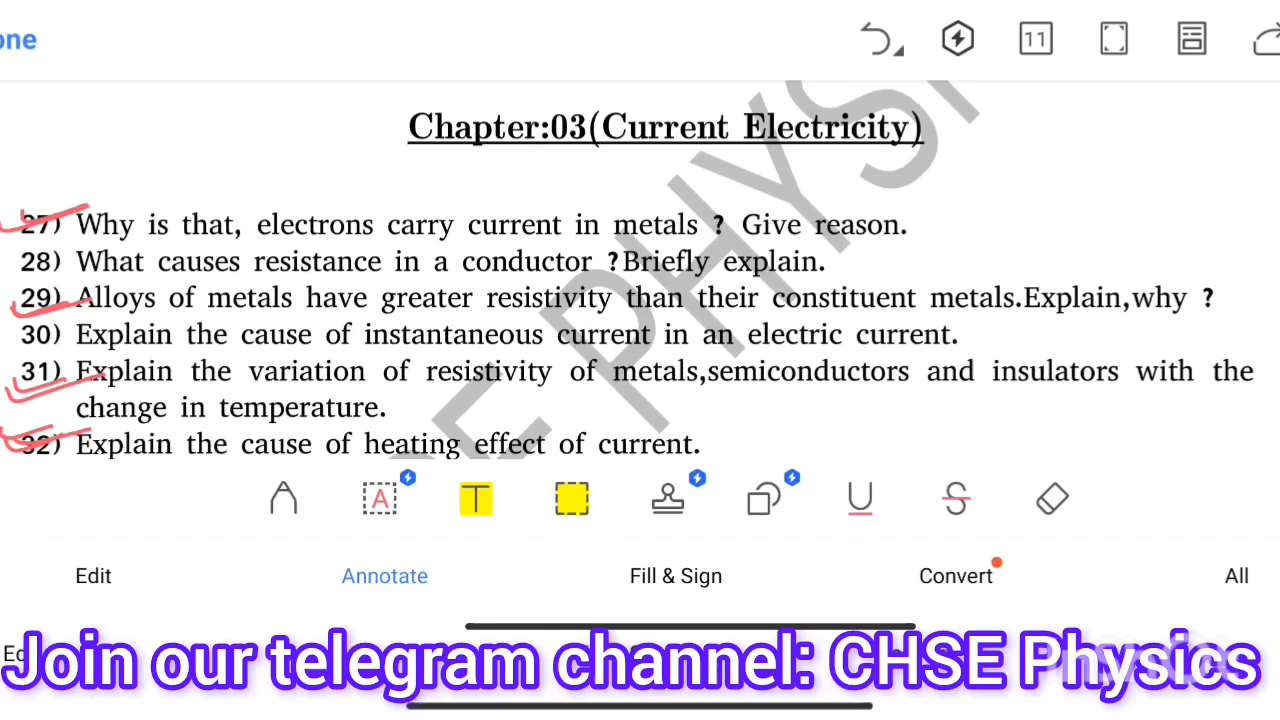 one
11
Chapter:03(Current Electricity)
27) Why is that, electrons carry current in metals ? Give reason.
28) What causes resistance in a conductor ?Briefly explain.
29) Alloys of metals have greater resistivity than their constituent metals.Explain,why ?
30) Explain the cause of instantaneous current in an electric current.
31) Explain the variation of resistivity of metals,semiconductors and insulators with the
change in temperature.
32) Explain the cause of heating effect of current.
A T U S
Edit Annotate Fill & Sign Convert All
Join our telegram channel: CHSE Physics